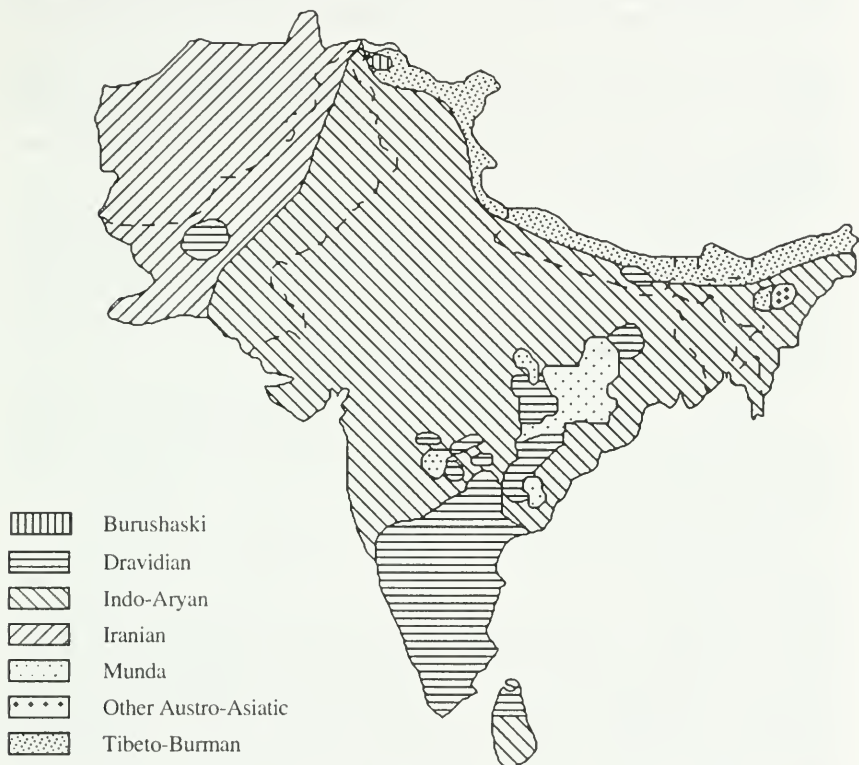 Burushaski
Dravidian
Indo-Aryan
Iranian
Munda
Other Austro-Asiatic
Tibeto-Burman